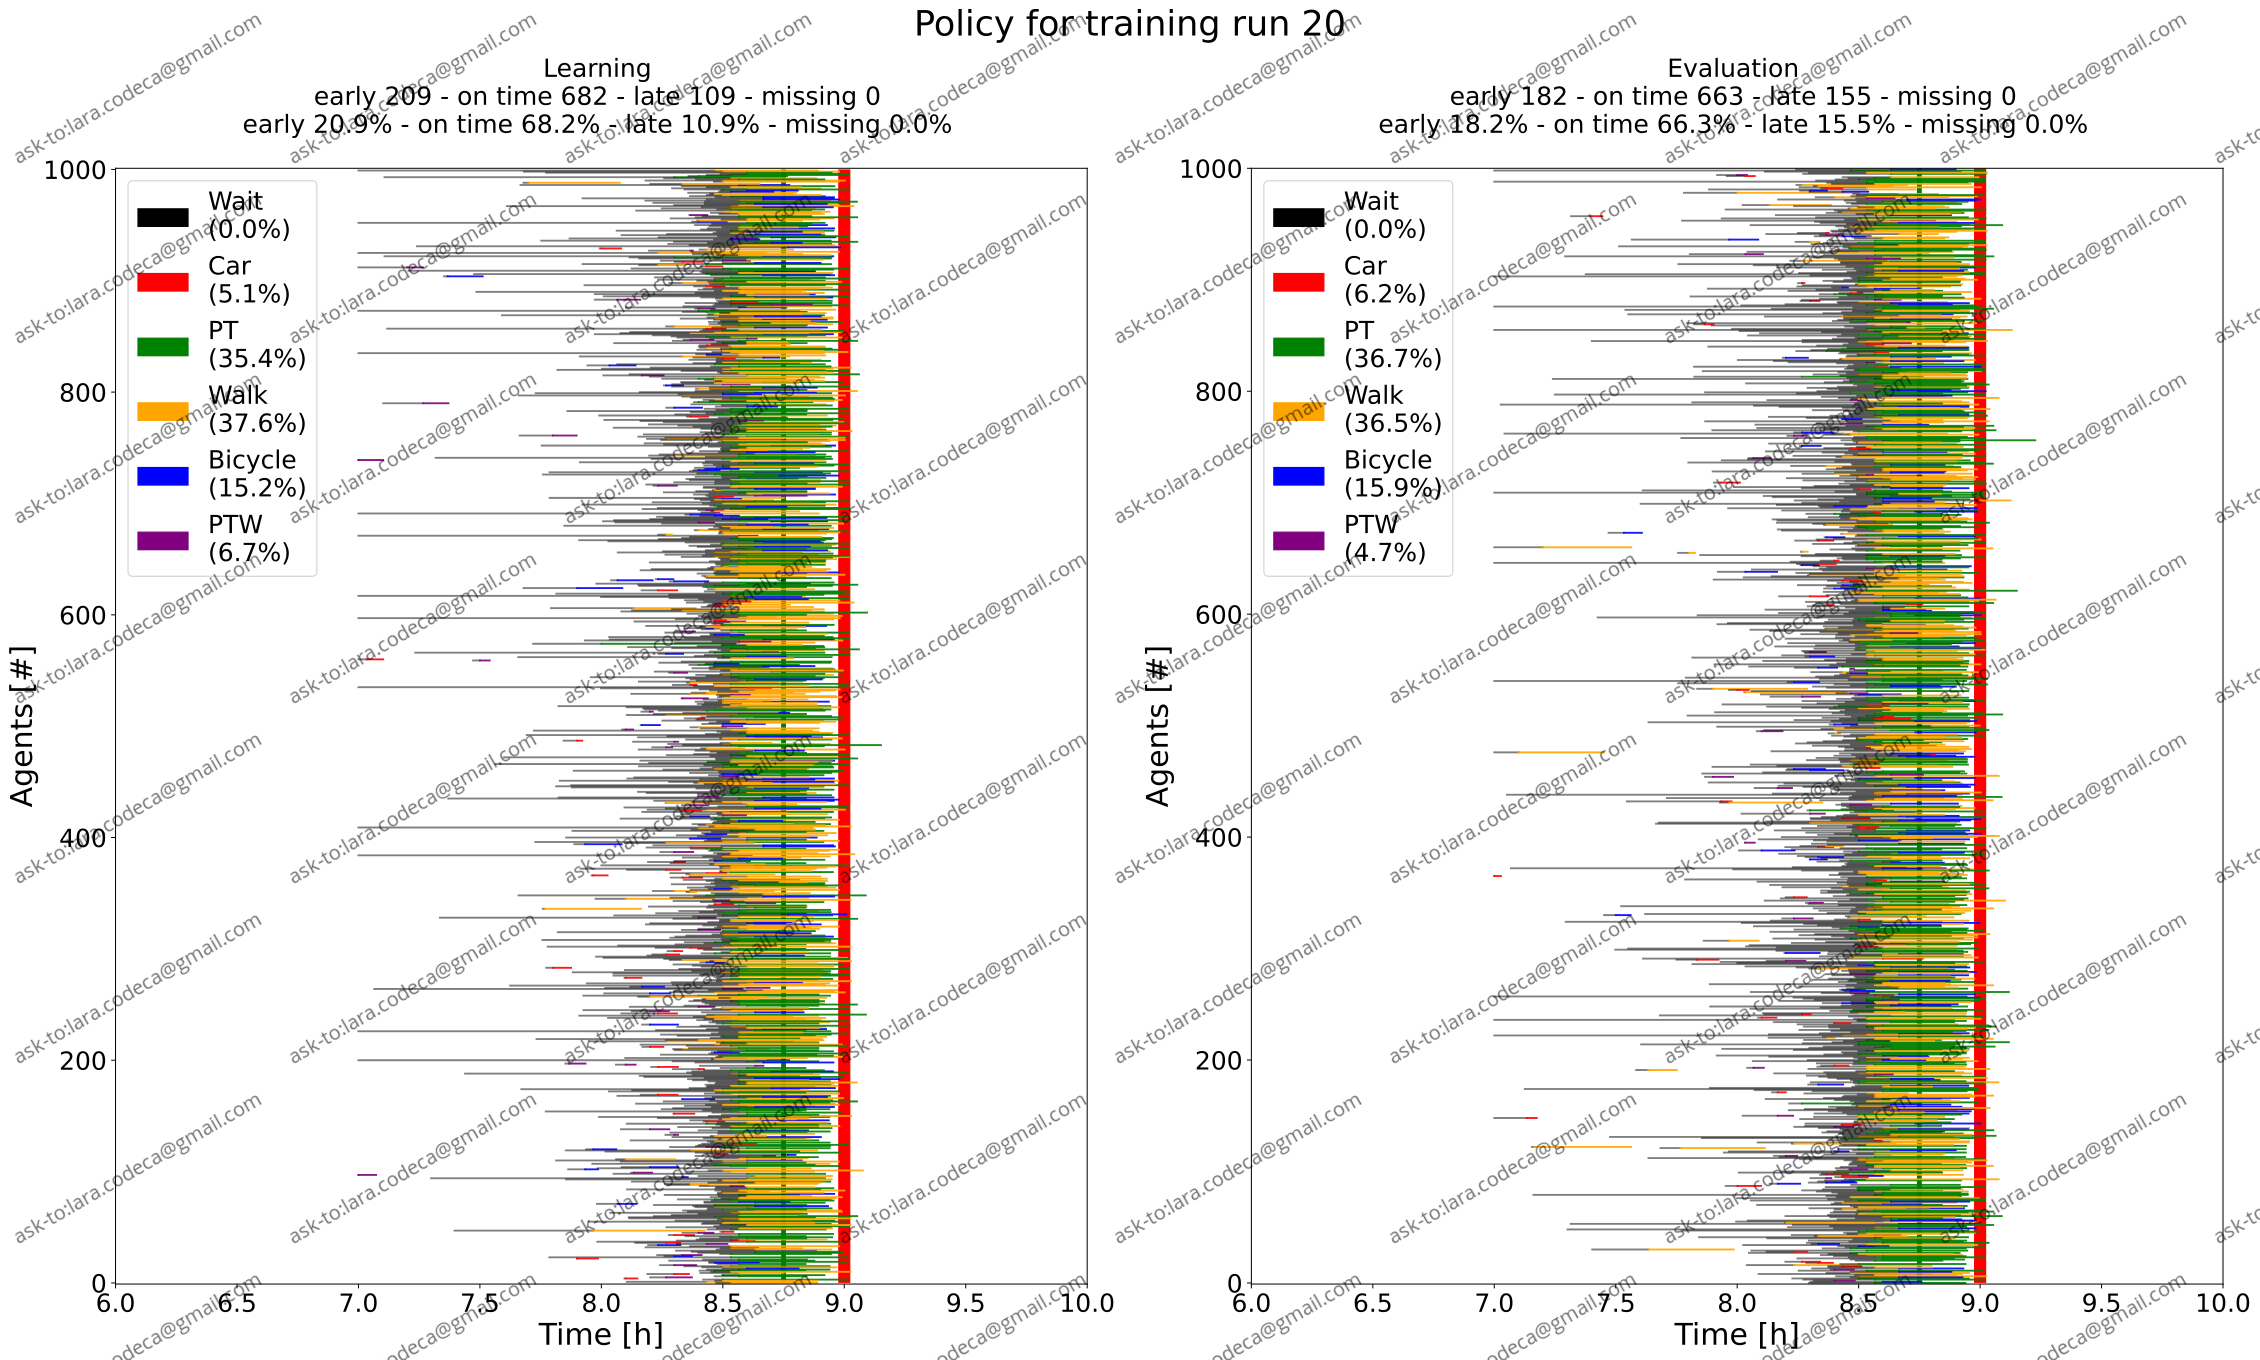 Policy for training run 20
Learning
early 209 - on time 682 - late 109 - missing 0
early 20.9% - on time 68.2% - late 10.9% - missing 0.0%
Evaluation
early 182 - on time 663 - late 155 - missing 0
early 18.2% - on time 66.3% - late 15.5% - missing 0.0%
Wait
(0.0%)
Car
(5.1%)
PT
(35.4%)
Walk
(37.6%)
Bicycle
(15.2%)
PTW
(6.7%)
Agents [#]
1000
800
600
400
200
0
6.0 6.5 7.0 7.5 8.0 8.5 9.0 9.5 10.0
Time [h]
Wait
(0.0%)
Car
(6.2%)
PT
(36.7%)
Walk
(36.5%)
Bicycle
(15.9%)
PTW
(4.7%)
Agents [#]
1000
800
600
400
200
0
6.0 6.5 7.0 7.5 8.0 8.5 9.0 9.5 10.0
Time [h]
ask-to:lara.codeca@gmail.com